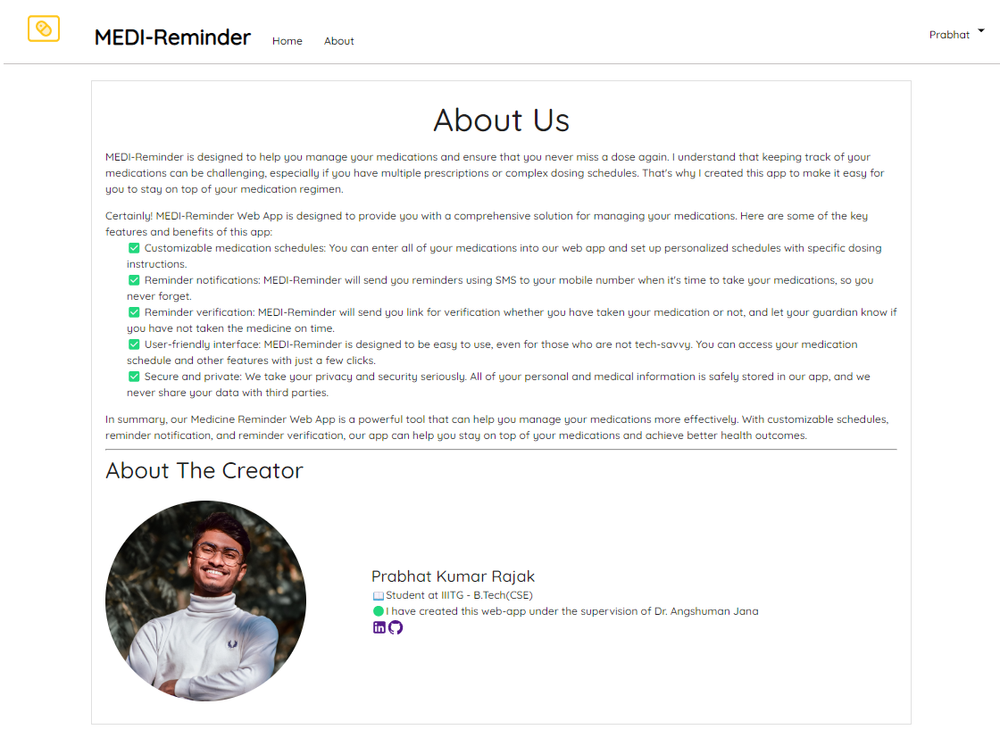 MEDI-Reminder
Home
About
Prabhat
About Us
MEDI-Reminder is designed to help you manage your medications and ensure that you never miss a dose again. I understand that keeping track of your
medications can be challenging, especially if you have multiple prescriptions or complex dosing schedules. That's why I created this app to make it easy for
you to stay on top of your medication regimen.
Certainly! MEDI-Reminder Web App is designed to provide you with a comprehensive solution for managing your medications. Here are some of the key
features and benefits of this app:
✅ Customizable medication schedules: You can enter all of your medications into our web app and set up personalized schedules with specific dosing
instructions.
✅ Reminder notifications: MEDI-Reminder will send you reminders using SMS to your mobile number when it's time to take your medications, so you
never forget.
✅ Reminder verification: MEDI-Reminder will send you link for verification whether you have taken your medication or not, and let your guardian know if
you have not taken the medicine on time.
✅ User-friendly interface: MEDI-Reminder is designed to be easy to use, even for those who are not tech-savvy. You can access your medication
schedule and other features with just a few clicks.
✅ Secure and private: We take your privacy and security seriously. All of your personal and medical information is safely stored in our app, and we
never share your data with third parties.
In summary, our Medicine Reminder Web App is a powerful tool that can help you manage your medications more effectively. With customizable schedules,
reminder notification, and reminder verification, our app can help you stay on top of your medications and achieve better health outcomes.
About The Creator
Prabhat Kumar Rajak
📖Student at IIITG - B.Tech(CSE)
🟢I have created this web-app under the supervision of Dr. Angshuman Jana
in